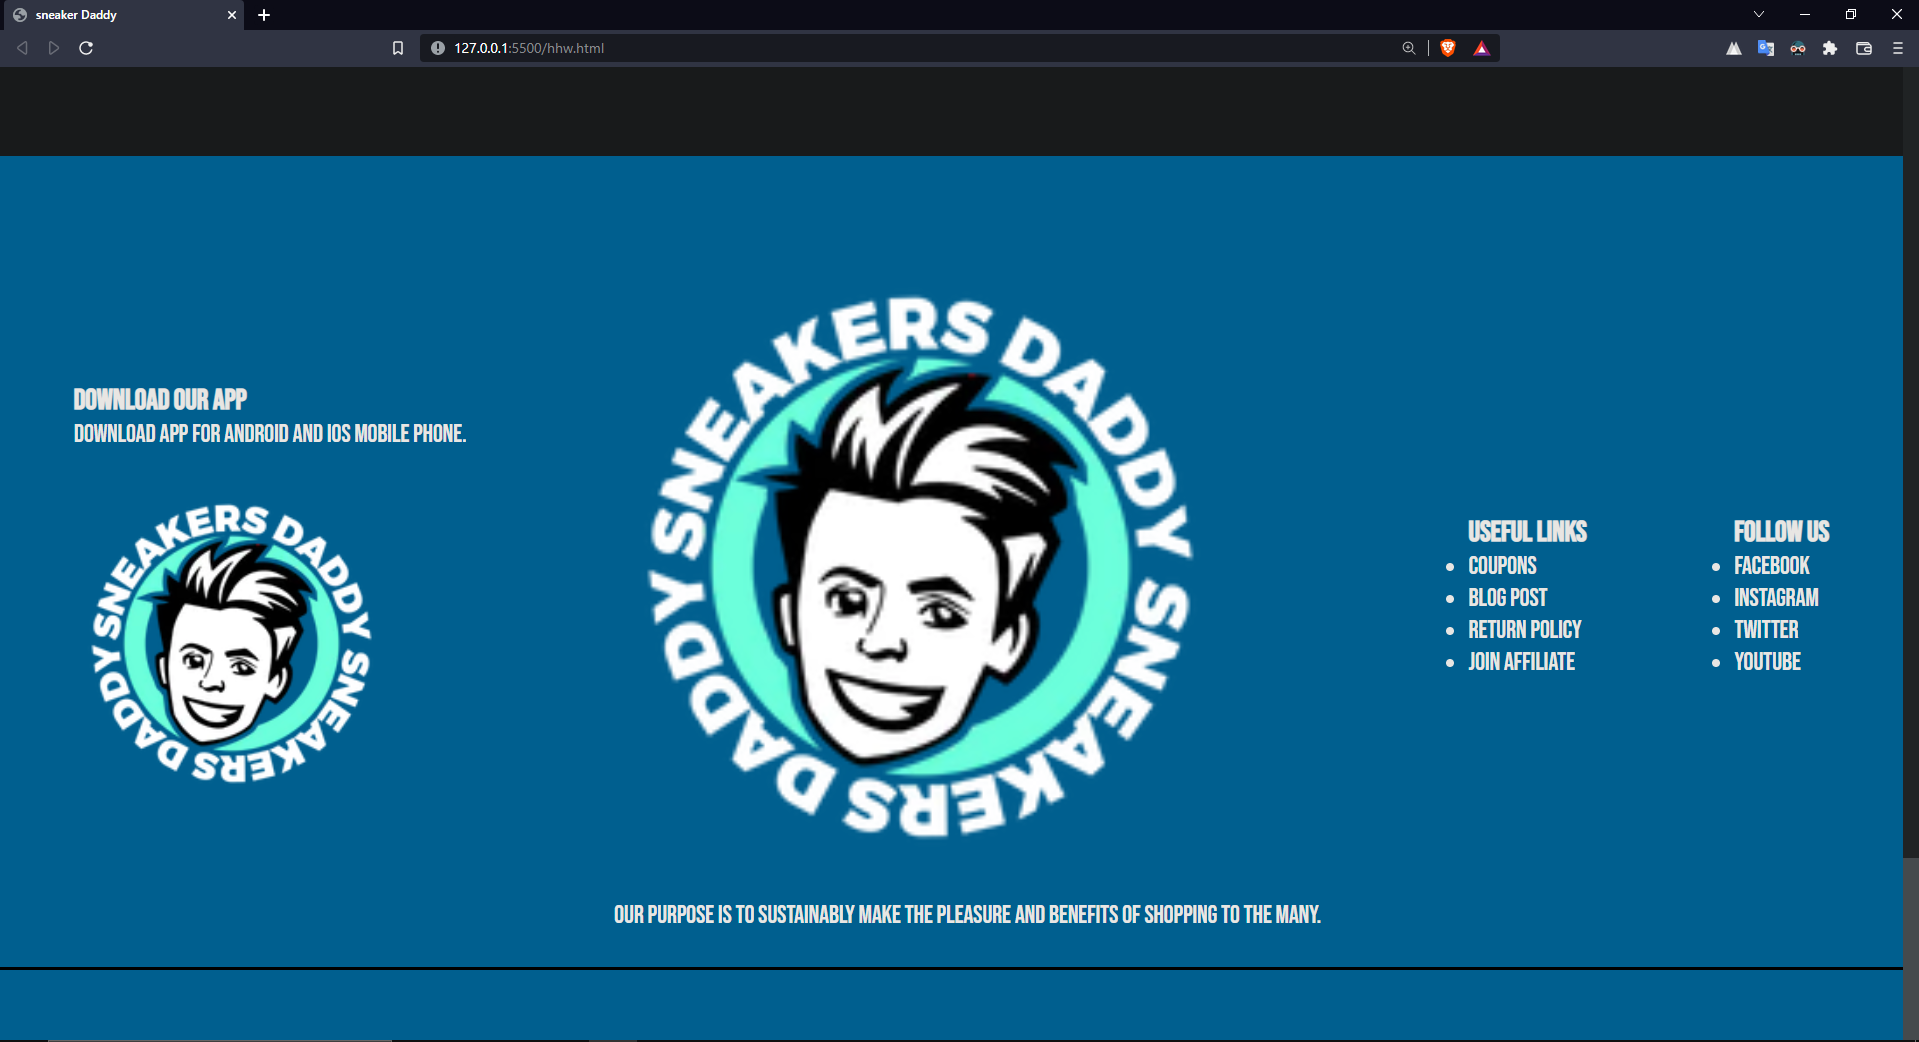 sneaker Daddy
127.0.0.1:5500/hhw.html
DOWNLOAD OUR APP
DOWNLOAD APP FOR ANDROID AND IOS MOBILE PHONE.
SNEAKERS DADDY SNEAKERS DADDY
SNEAKERS DADDY SNEAKERS DADDY
OUR PURPOSE IS TO SUSTAINABLY MAKE THE PLEASURE AND BENEFITS OF SHOPPING TO THE MANY.
USEFUL LINKS
COUPONS
BLOG POST
RETURN POLICY
JOIN AFFILIATE
FOLLOW US
FACEBOOK
INSTAGRAM
TWITTER
YOUTUBE